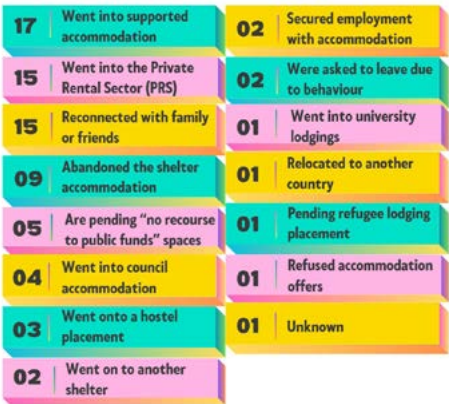 17 Went into supported
accommodation
15 Went into the Private
Rental Sector (PRS)
15 Reconnected with family
or friends
09 Abandoned the shelter
accommodation
05 Are pending “no recourse
to public funds” spaces
04 Went into council
accommodation
03 Went onto a hostel
placement
02 Went on to another
shelter
02 Secured employment
with accommodation
02 Were asked to leave due
to behaviour
01 Went into university
lodgings
01 Relocated to another
country
01 Pending refugee lodging
placement
01 Refused accommodation
offers
01 Unknown